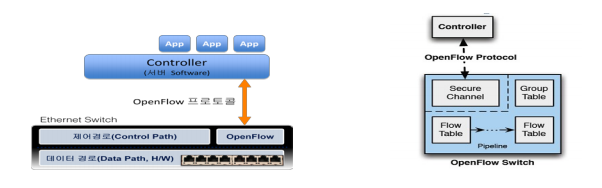 App App App
Controller
(서버 Software)
OpenFlow 프로토콜
Ethernet Switch
제어경로(Control Path) OpenFlow
데이터 경로(Data Path, H/W)
Controller
OpenFlow Protocol
Secure Channel
Group Table
Flow Table
Flow Table
Pipeline
OpenFlow Switch